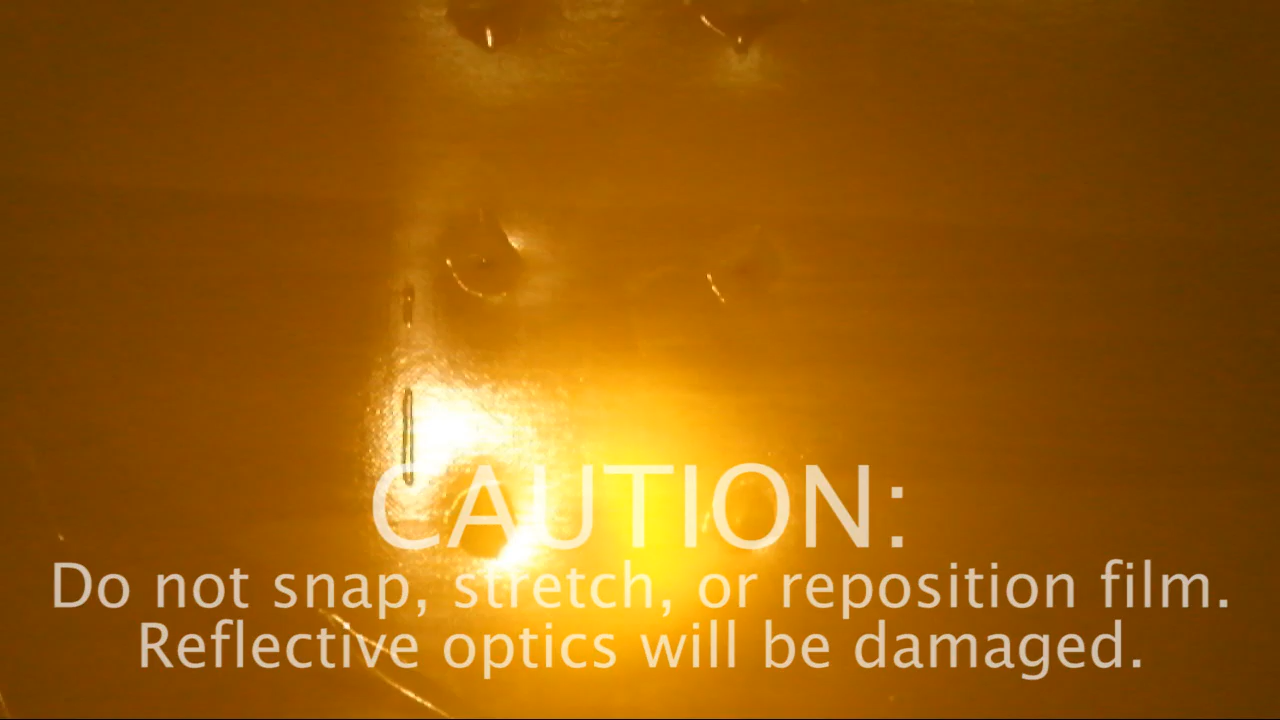 CAUTION:
Do not snap, stretch, or reposition film.
Reflective optics will be damaged.